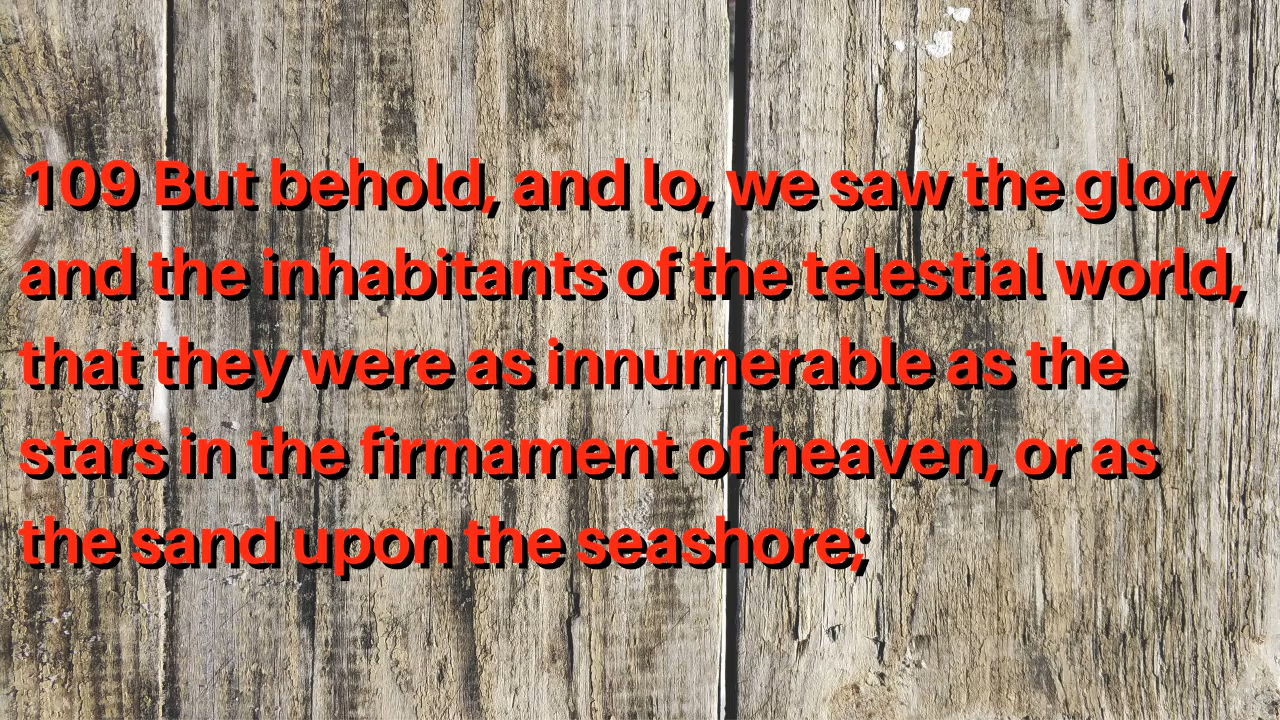 109 But behold, and lo, we saw the glory
and the inhabitants of the telestial world,
that they were as innumerable as the
stars in the firmament of heaven, or as
the sand upon the seashore;